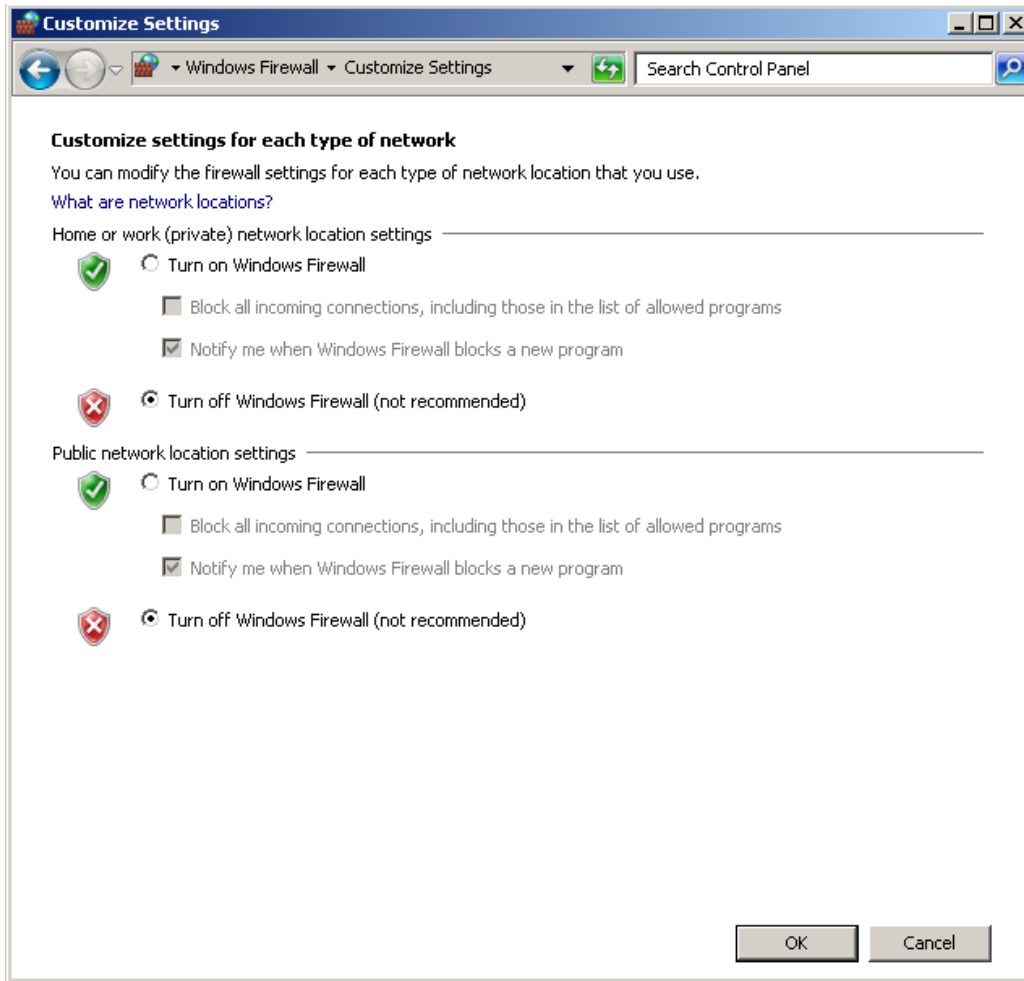 Customize Settings
Windows Firewall Customize Settings Search Control Panel
Customize settings for each type of network
You can modify the firewall settings for each type of network location that you use.
What are network locations?
Home or work (private) network location settings
Turn on Windows Firewall
Block all incoming connections, including those in the list of allowed programs
Notify me when Windows Firewall blocks a new program
Turn off Windows Firewall (not recommended)
Public network location settings
Turn on Windows Firewall
Block all incoming connections, including those in the list of allowed programs
Notify me when Windows Firewall blocks a new program
Turn off Windows Firewall (not recommended)
OK Cancel